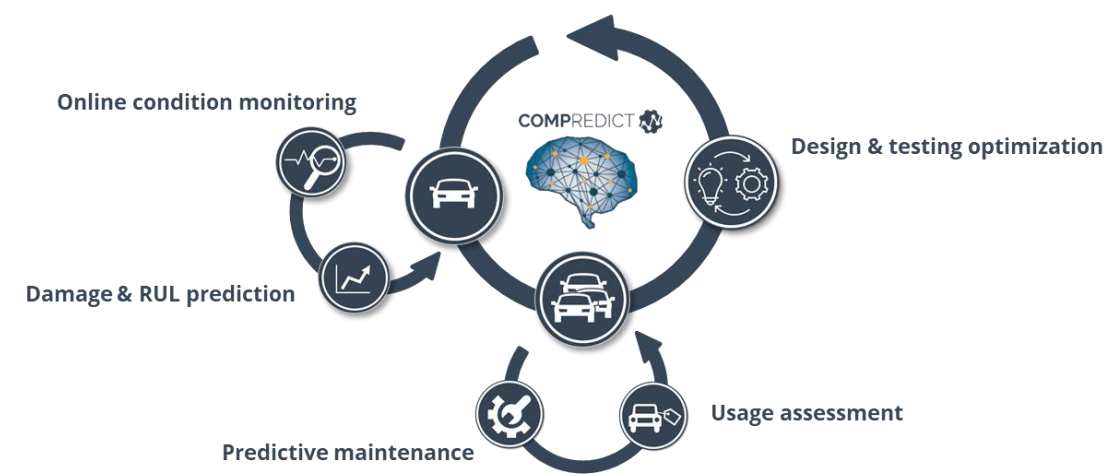 Online condition monitoring
COMPREDICT
Design & testing optimization
Damage & RUL prediction
Usage assessment
Predictive maintenance